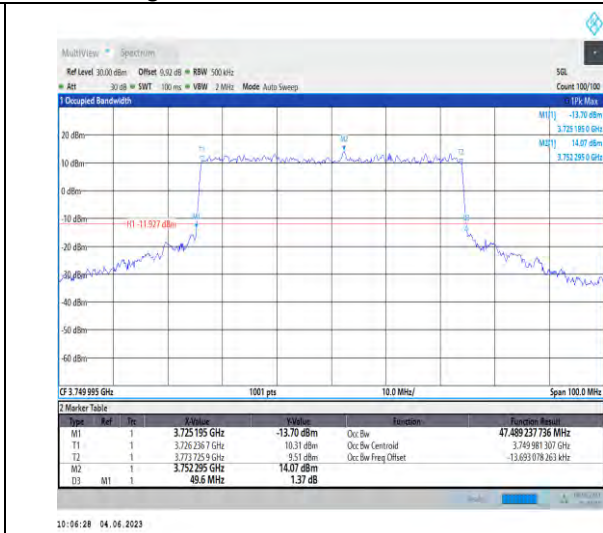 MultiView Spectrum
Ref Level 30.00 dBm Offset 9.92 dB RBW 500 kHz SGL
Att 30 dB SWT 100 ms VBW 2 MHz Mode Auto Sweep Count 100/100
1 Occupied Bandwidth 1Pk Max
M1[1] -13.70 dBm
3.725 195 0 GHz
M2[1] 14.07 dBm
3.752 295 0 GHz
20 dBm
10 dBm
0 dBm
-10 dBm
H1 -11.927 dBm
-20 dBm
-30 dBm
-40 dBm
-50 dBm
-60 dBm
T1
M2
T2
M1
CF 3.749 995 GHz 1001 pts 10.0 MHz/ Span 100.0 MHz
2 Marker Table
Type Ref Trc X-Value Y-Value Function Function Result
M1 1 3.725 195 GHz -13.70 dBm Occ Bw 47.489 237 736 MHz
T1 1 3.726 236 7 GHz 10.31 dBm Occ Bw Centroid 3.749 981 307 GHz
T2 1 3.773 725 9 GHz 9.51 dBm Occ Bw Freq Offset -13.693 078 263 kHz
M2 1 3.752 295 GHz 14.07 dBm
D3 M1 1 49.6 MHz 1.37 dB
10:06:28 04.06.2023